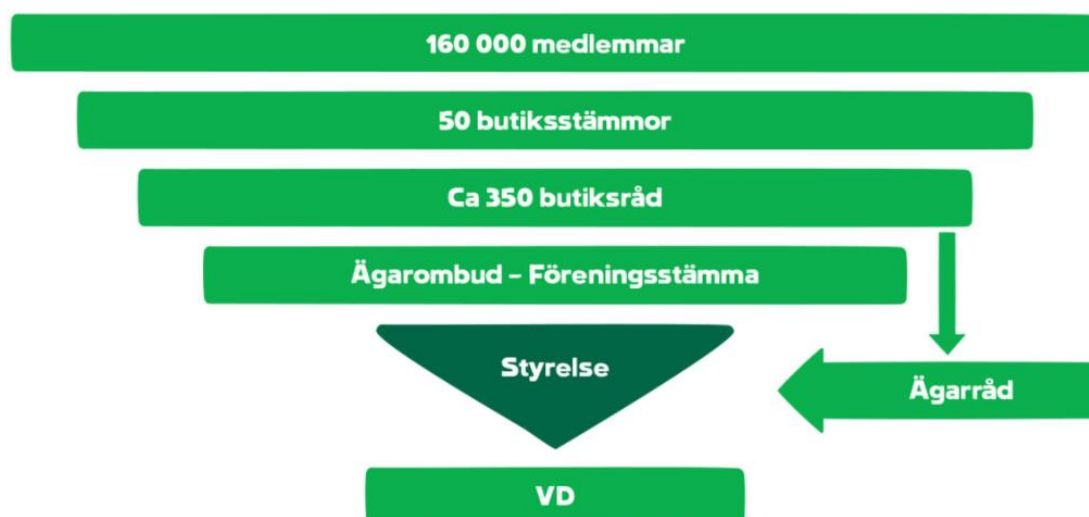 160 000 medlemmar
50 butiksstämmor
Ca 350 butiksråd
Ägarombud – Föreningsstämma
Styrelse
Ägarråd
VD